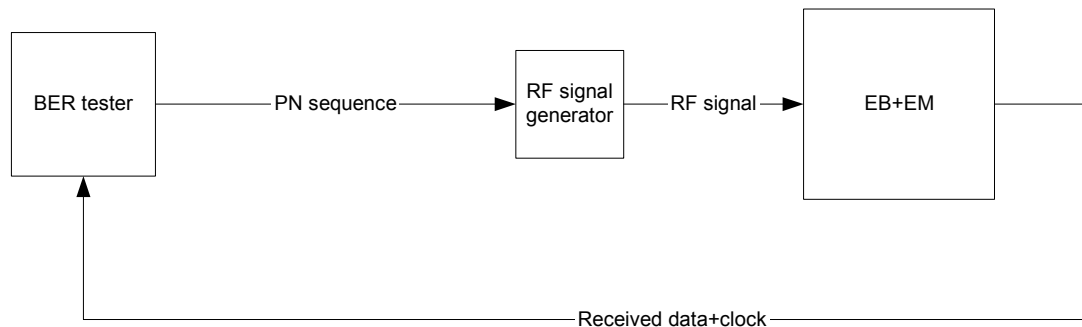 BER tester
PN sequence
RF signal
generator
RF signal
EB+EM
Received data+clock